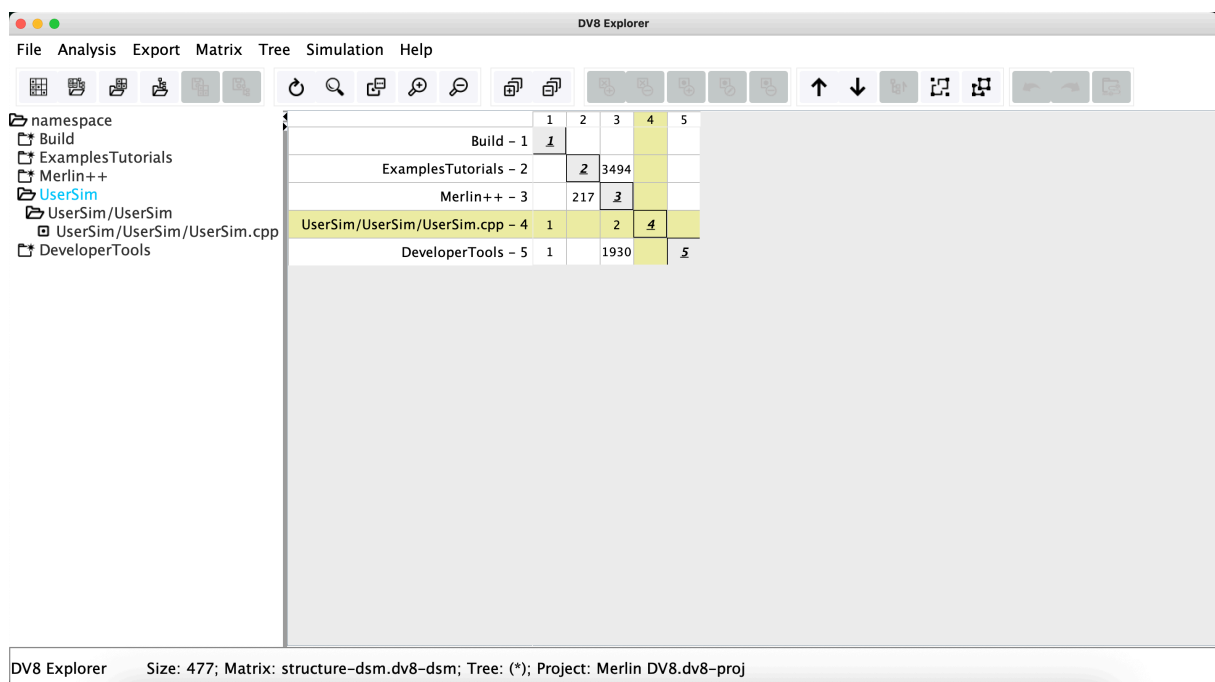 DV8 Explorer
File Analysis Export Matrix Tree Simulation Help
namespace
Build
ExamplesTutorials
Merlin++
UserSim
UserSim/UserSim
UserSim/UserSim/UserSim.cpp
DeveloperTools
1 2 3 4 5
Build - 1 1
ExamplesTutorials - 2 2 3494
Merlin++ - 3 217 3
UserSim/UserSim/UserSim.cpp - 4 1 2 4
DeveloperTools - 5 1 1930 5
DV8 Explorer Size: 477; Matrix: structure-dsm.dv8-dsm; Tree: (*); Project: Merlin DV8.dv8-proj